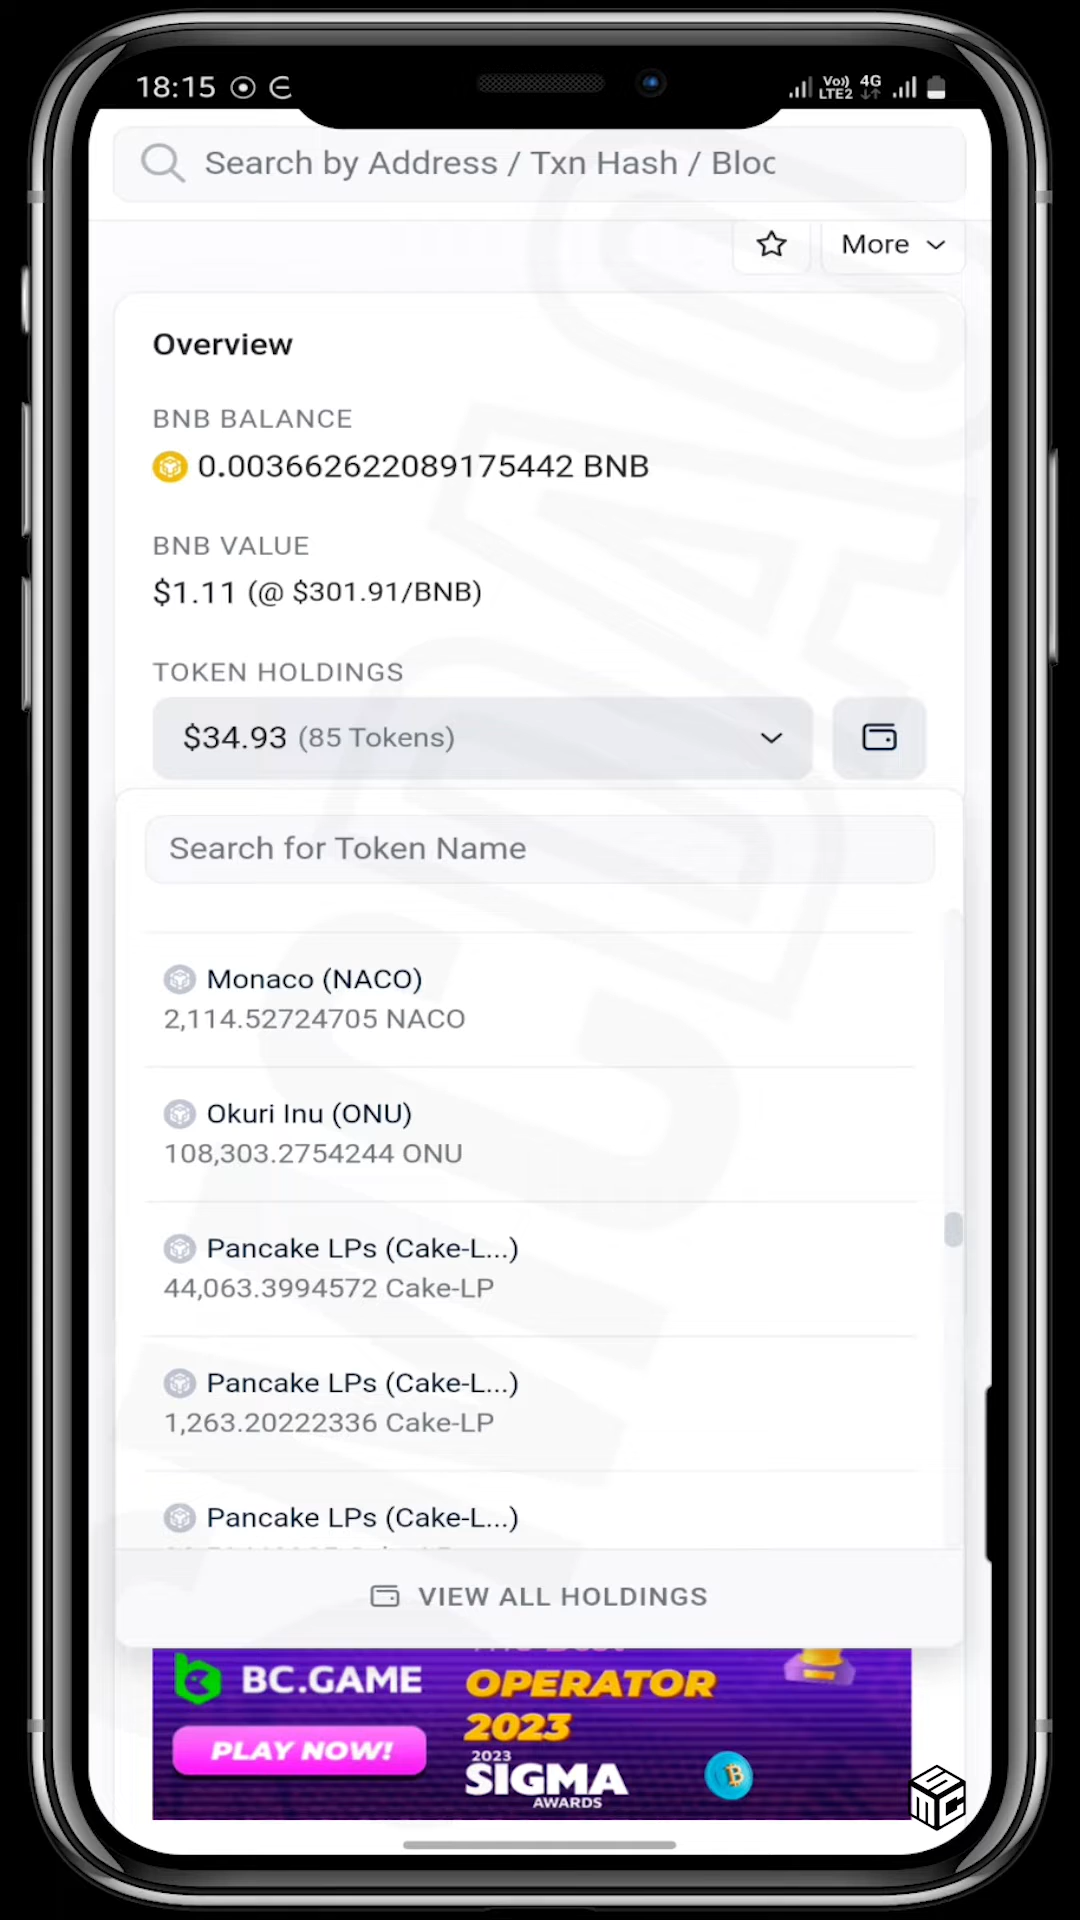 18:15
Vo))
LTE2
4G
Search by Address / Txn Hash / Bloc
More
Overview
BNB BALANCE
0.003662622089175442 BNB
BNB VALUE
$1.11 (@ $301.91/BNB)
TOKEN HOLDINGS
$34.93 (85 Tokens)
Search for Token Name
Monaco (NACO)
2,114.52724705 NACO
Okuri Inu (ONU)
108,303.2754244 ONU
Pancake LPs (Cake-L...)
44,063.3994572 Cake-LP
Pancake LPs (Cake-L...)
1,263.20222336 Cake-LP
Pancake LPs (Cake-L...)
VIEW ALL HOLDINGS
BC.GAME
PLAY NOW!
OPERATOR
2023
2023
SIGMA
AWARDS
SMC